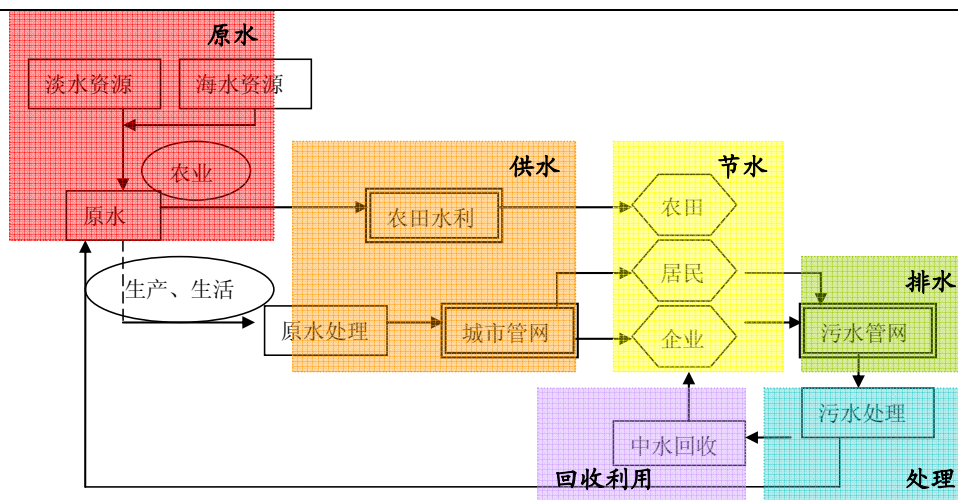 原水
淡水资源
海水资源
农业
供水
节水
原水
农田水利
农田
居民
排水
生产、生活
原水处理
城市管网
企业
污水管网
污水处理
中水回收
回收利用
处理